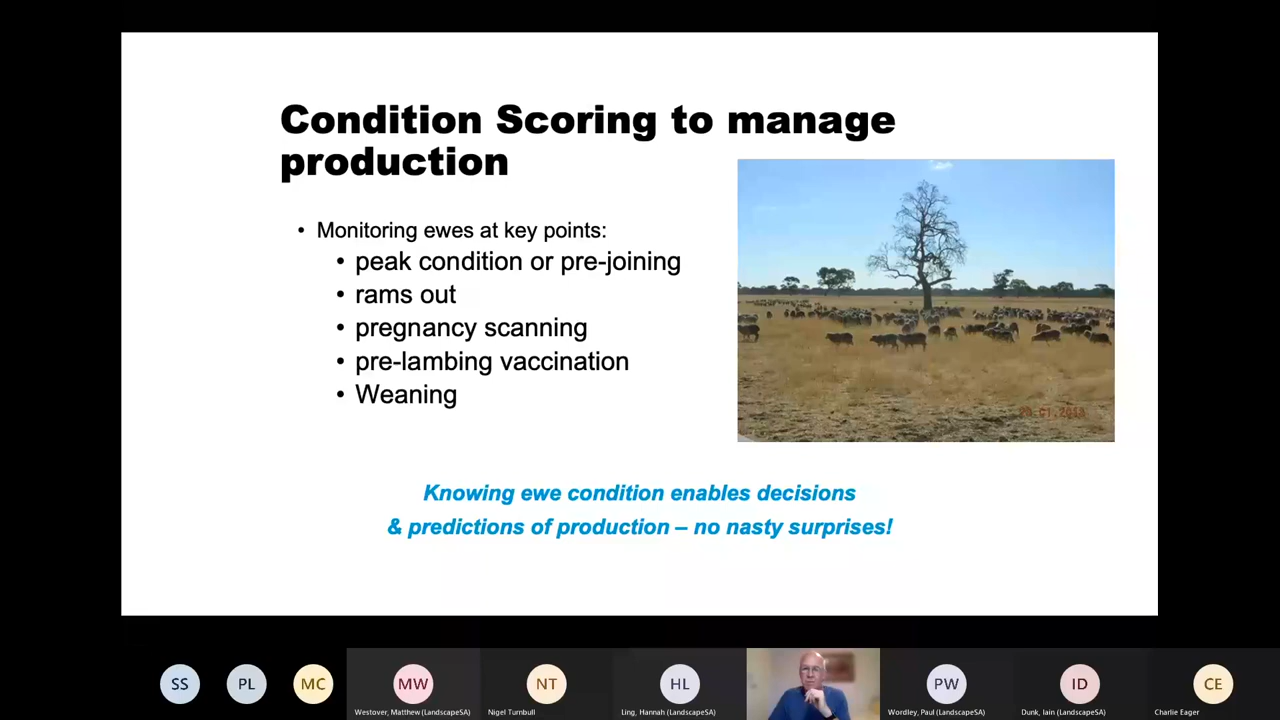 Condition Scoring to manage
production
• Monitoring ewes at key points:
• peak condition or pre-joining
• rams out
• pregnancy scanning
• pre-lambing vaccination
• Weaning
Knowing ewe condition enables decisions
& predictions of production – no nasty surprises!
SS
PL
MC
MW
NT
HL
PW
ID
CE
Westover, Matthew (LandscapeSA)
Nigel Turnbull
Ling, Hannah (LandscapeSA)
Wordley, Paul (LandscapeSA)
Dunk, Iain (LandscapeSA)
Charlie Eager